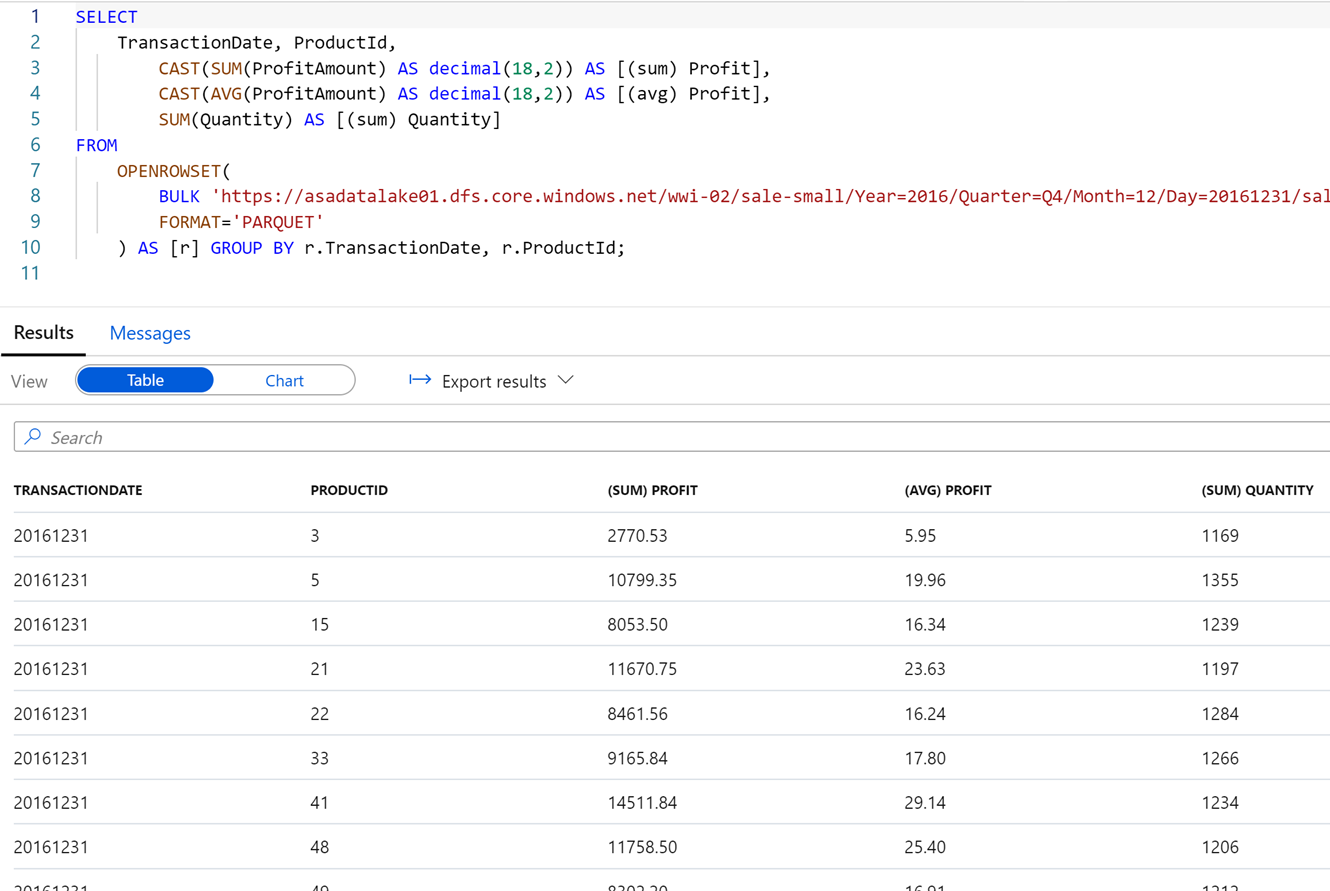 1 SELECT
2 TransactionDate, ProductId,
3 CAST(SUM(ProfitAmount) AS decimal(18,2)) AS [(sum) Profit],
4 CAST(AVG(ProfitAmount) AS decimal(18,2)) AS [(avg) Profit],
5 SUM(Quantity) AS [(sum) Quantity]
6 FROM
7 OPENROWSET(
8 BULK 'https://asadatalake01.dfs.core.windows.net/wwi-02/sale-small/Year=2016/Quarter=Q4/Month=12/Day=20161231/sal
9 FORMAT='PARQUET'
10 ) AS [r] GROUP BY r.TransactionDate, r.ProductId;
11
Results Messages
View Table Chart Export results
Search
TRANSACTIONDATE PRODUCTID (SUM) PROFIT (AVG) PROFIT (SUM) QUANTITY
20161231 3 2770.53 5.95 1169
20161231 5 10799.35 19.96 1355
20161231 15 8053.50 16.34 1239
20161231 21 11670.75 23.63 1197
20161231 22 8461.56 16.24 1284
20161231 33 9165.84 17.80 1266
20161231 41 14511.84 29.14 1234
20161231 48 11758.50 25.40 1206